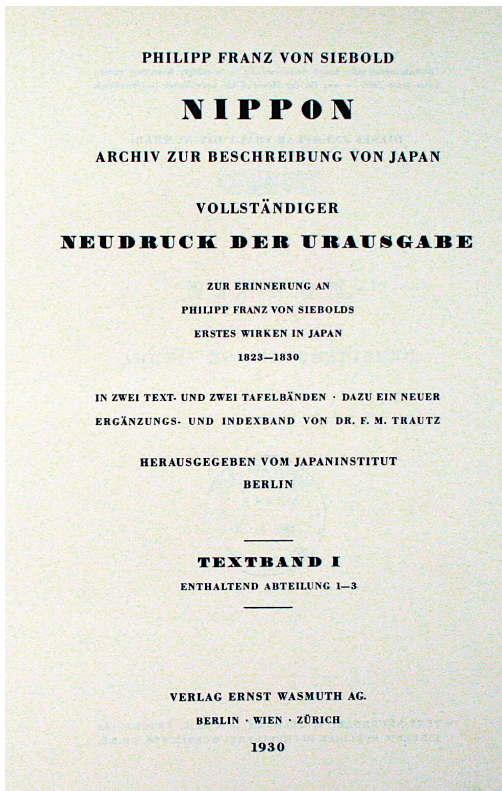 PHILIPP FRANZ VON SIEBOLD
NIPPON
ARCHIV ZUR BESCHREIBUNG VON JAPAN
VOLLSTÄNDIGER
NEUDRUCK DER URAUSGABE
ZUR ERINNERUNG AN
PHILIPP FRANZ VON SIEBOLDS
ERSTES WIRKEN IN JAPAN
1823—1830
IN ZWEI TEXT- UND ZWEI TAFELBÄNDEN · DAZU EIN NEUER
ERGÄNZUNGS- UND INDEXBAND VON DR. F. M. TRAUTZ
HERAUSGEGEBEN VOM JAPANINSTITUT
BERLIN
TEXTBAND I
ENTHALTEND ABTEILUNG 1—3
VERLAG ERNST WASMUTH AG.
BERLIN · WIEN · ZÜRICH
1930